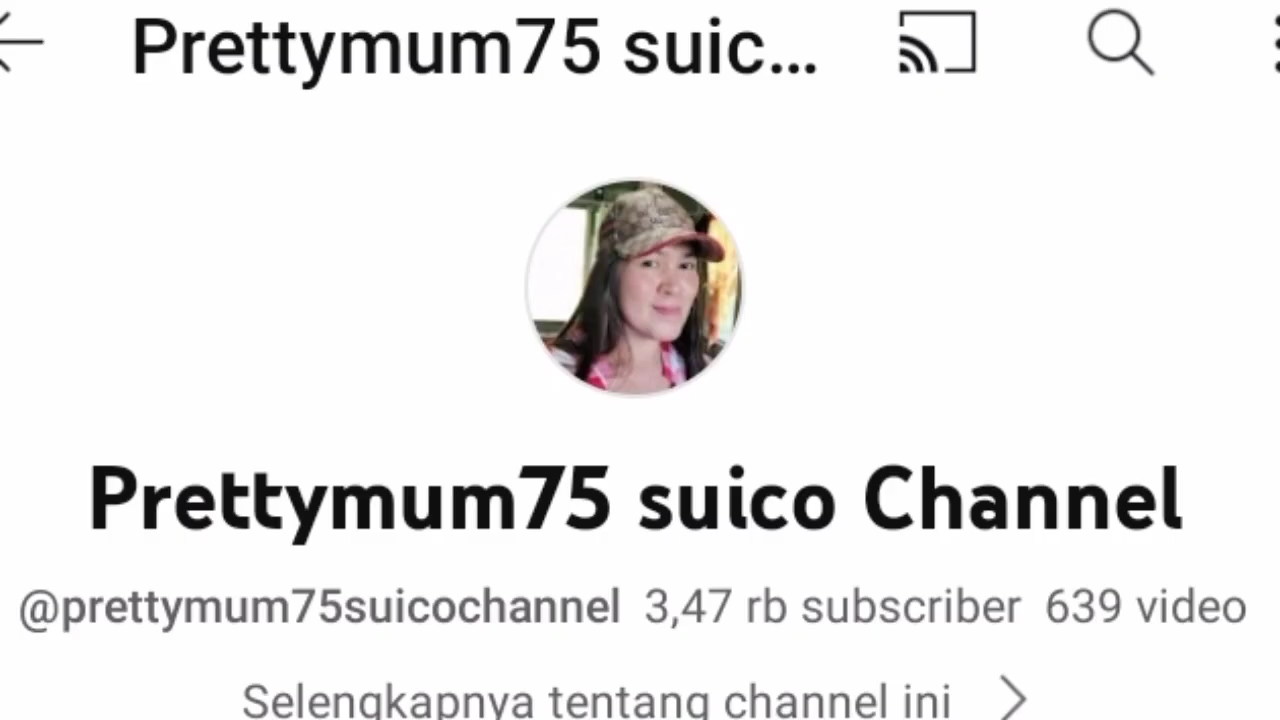 Prettymum75 suic...
Prettymum75 suico Channel
@prettymum75suicochannel 3,47 rb subscriber 639 video
Selengkapnya tentang channel ini